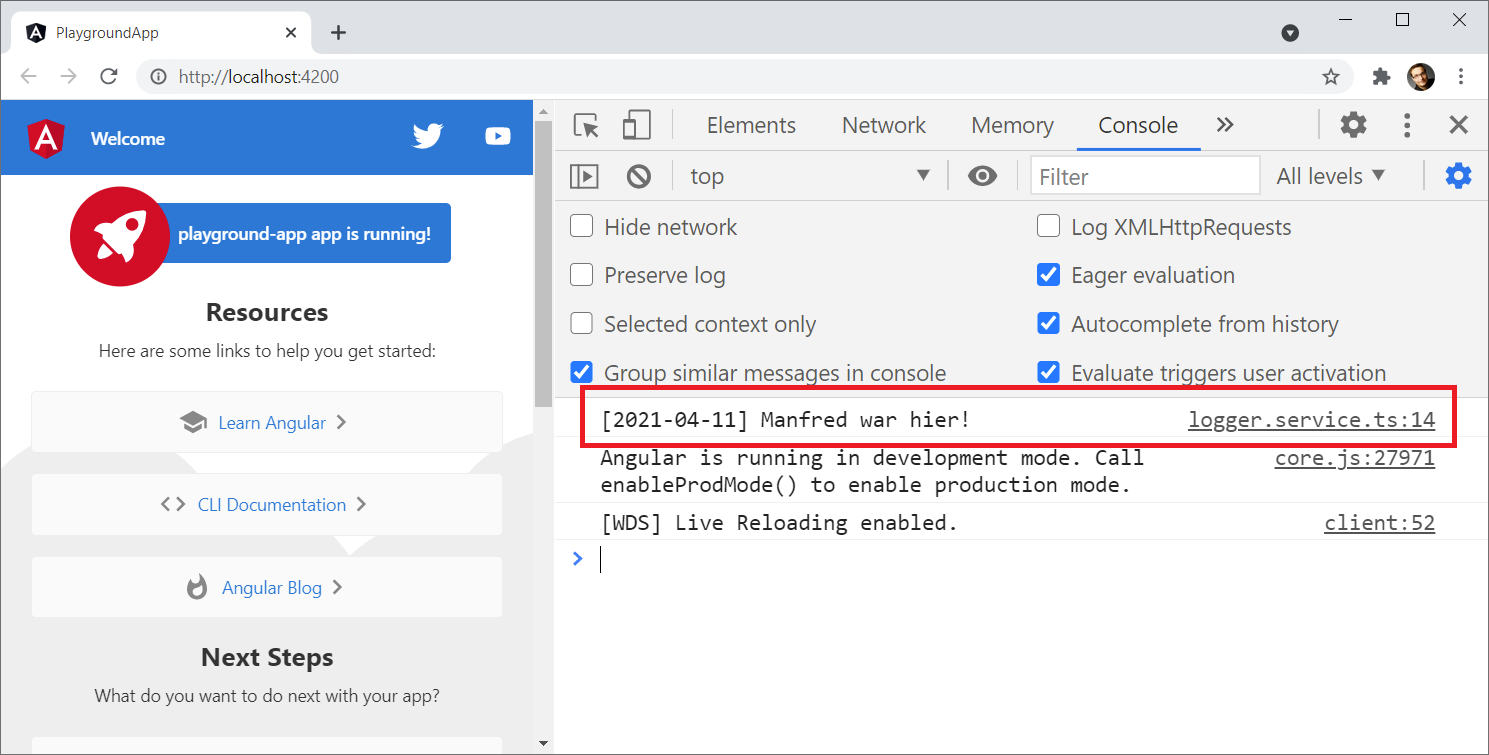 PlaygroundApp
http://localhost:4200
Welcome
playground-app app is running!
Resources
Here are some links to help you get started:
Learn Angular
CLI Documentation
Angular Blog
Next Steps
What do you want to do next with your app?
Elements Network Memory Console
top Filter All levels
Hide network Log XMLHttpRequests
Preserve log Eager evaluation
Selected context only Autocomplete from history
Group similar messages in console Evaluate triggers user activation
[2021-04-11] Manfred war hier! logger.service.ts:14
Angular is running in development mode. Call core.js:27971
enableProdMode() to enable production mode.
[WDS] Live Reloading enabled. client:52